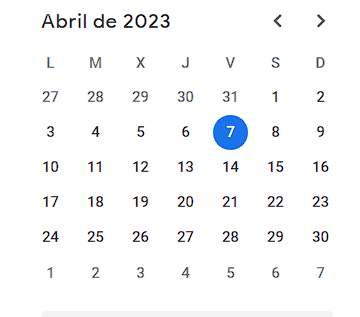 Abril de 2023
L M X J V S D
27 28 29 30 31 1 2
3 4 5 6 7 8 9
10 11 12 13 14 15 16
17 18 19 20 21 22 23
24 25 26 27 28 29 30
1 2 3 4 5 6 7